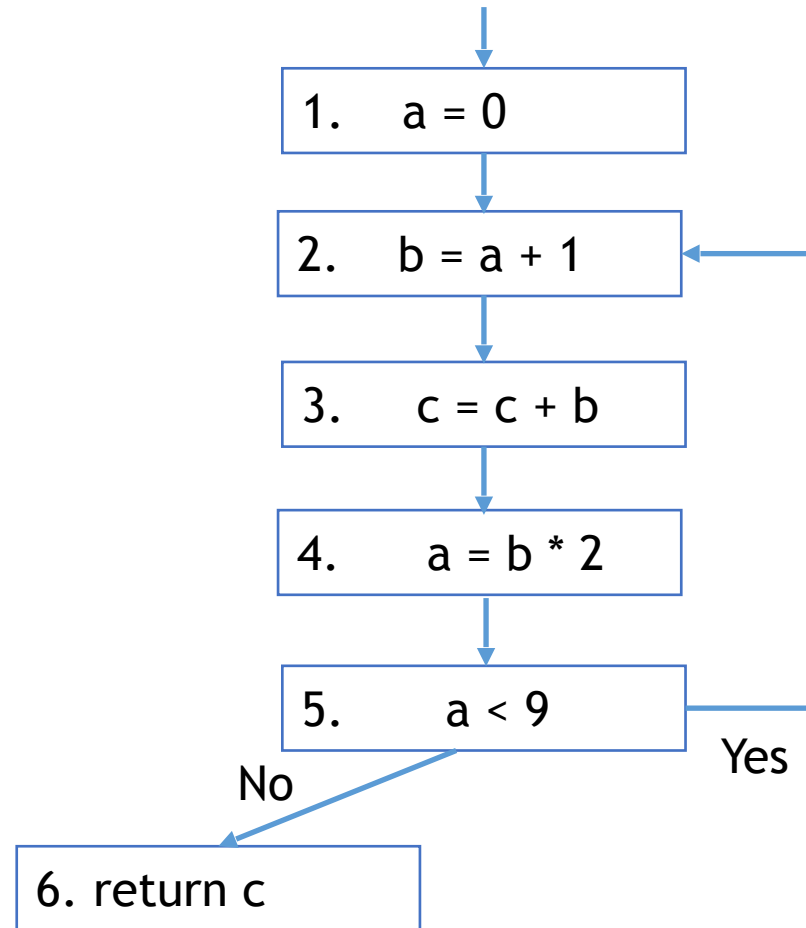 1. a = 0
2. b = a + 1
3. c = c + b
4. a = b * 2
5. a < 9
Yes
No
6. return c